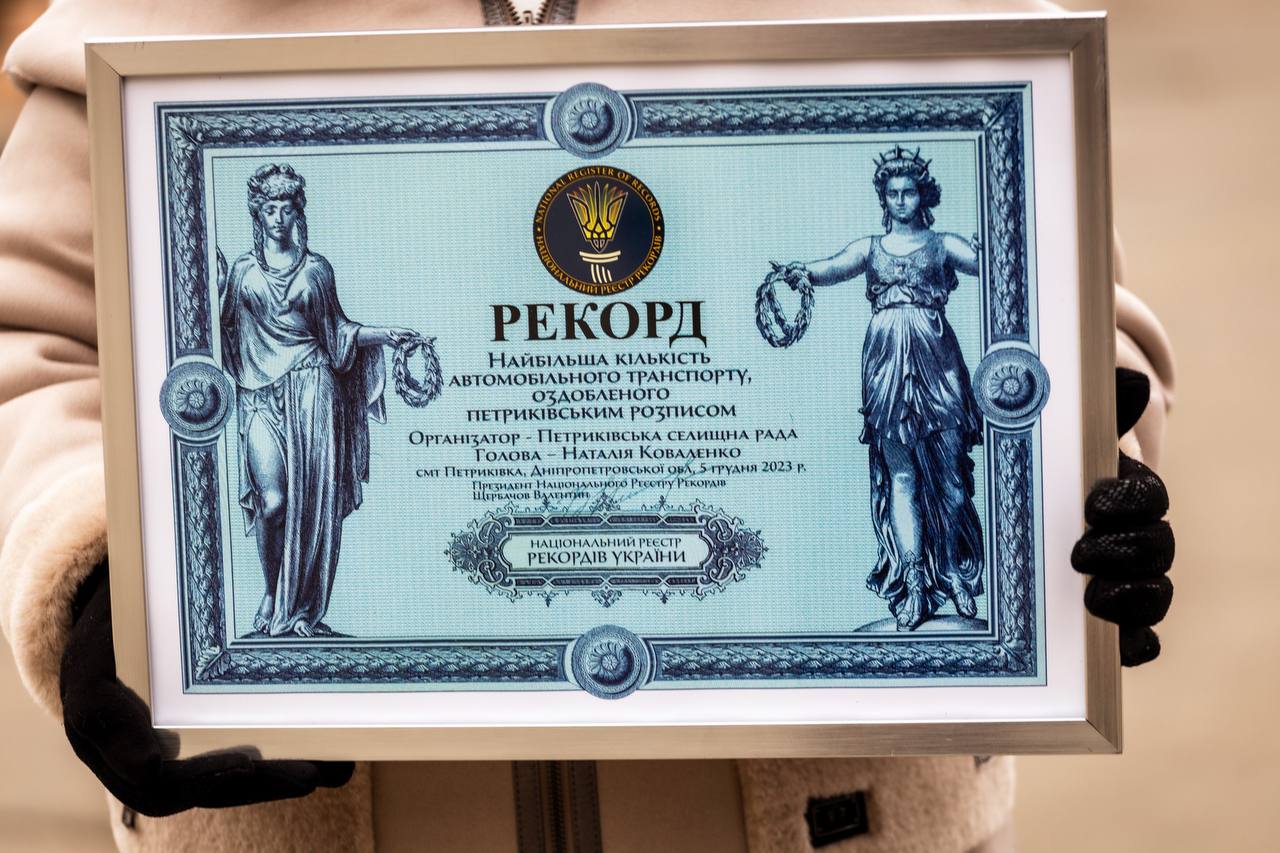 NATIONAL REGISTER OF RECORDS
НАЦІОНАЛЬНИЙ РЕЄСТР РЕКОРДІВ
РЕКОРД
Найбільша кількість
автомобільного транспорту,
оздобленого
петриківським розписом
Організатор - Петриківська селищна рада
Голова – Наталія Коваленко
смт Петриківка, Дніпропетровської обл, 5 грудня 2023 р.
Президент Національного Реєстру Рекордів
Щербачов Валентин
НАЦІОНАЛЬНИЙ РЕЄСТР
РЕКОРДІВ УКРАЇНИ